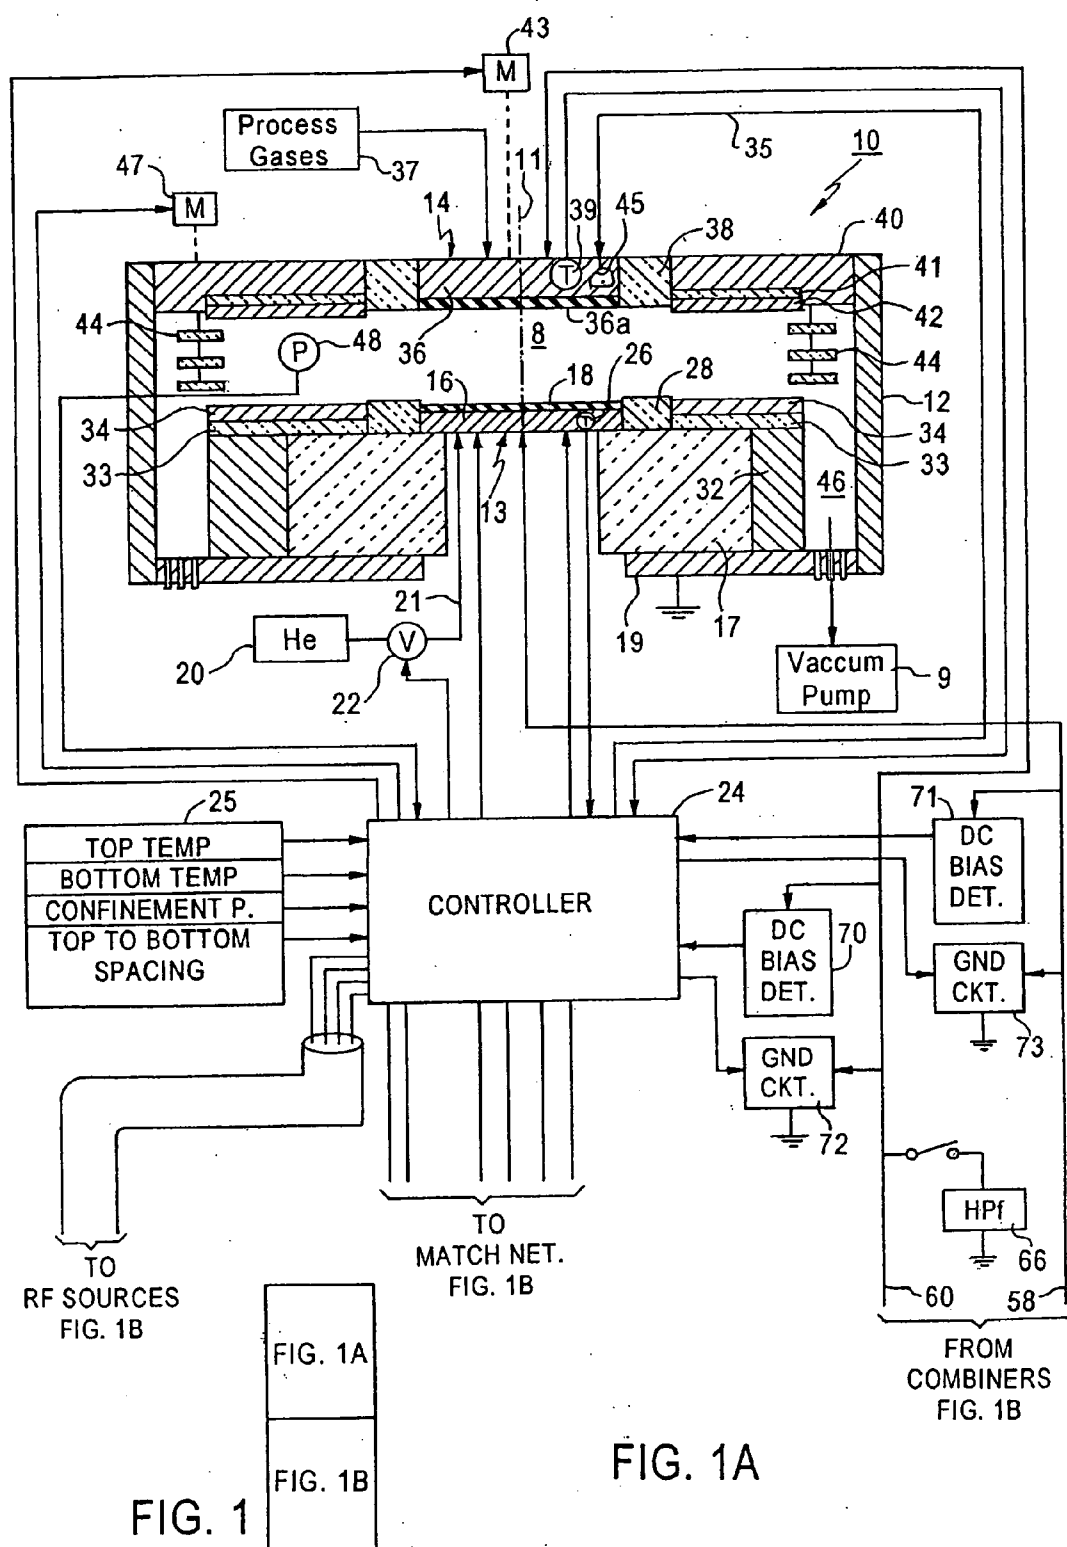 43
M
Process
Gases
37
35
10
47
M
11
14
39
45
38
40
T
41
42
44
P
48
36
8
36a
44
16
18
26
28
12
T
34
33
34
33
13
32
46
21
He
20
V
22
19
17
Vaccum
Pump
9
25
24
71
TOP TEMP
BOTTOM TEMP
CONFINEMENT P.
TOP TO BOTTOM
SPACING
CONTROLLER
DC
BIAS
DET.
DC
BIAS
DET.
70
GND
CKT.
73
GND
CKT.
72
HPf
66
TO
RF SOURCES
FIG. 1B
TO
MATCH NET.
FIG. 1B
60
58
FROM
COMBINERS
FIG. 1B
FIG. 1A
FIG. 1B
FIG. 1
FIG. 1A